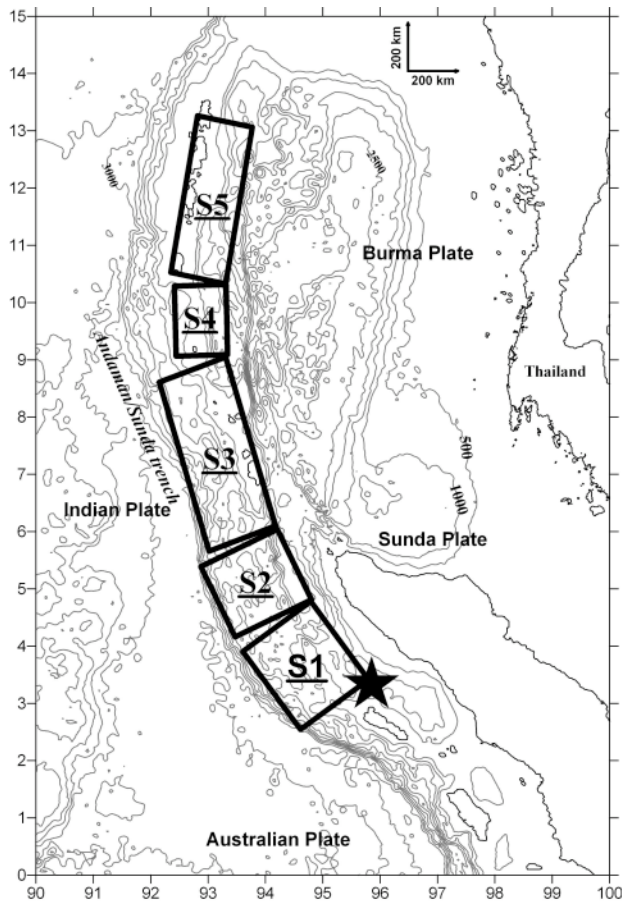 15
14
13
12
11
10
9
8
7
6
5
4
3
2
1
0
200 km
200 km
3000
2500
S5
Burma Plate
S4
Andaman/Sunda trench
Thailand
S3
500
1000
Indian Plate
Sunda Plate
S2
S1
Australian Plate
90 91 92 93 94 95 96 97 98 99 100